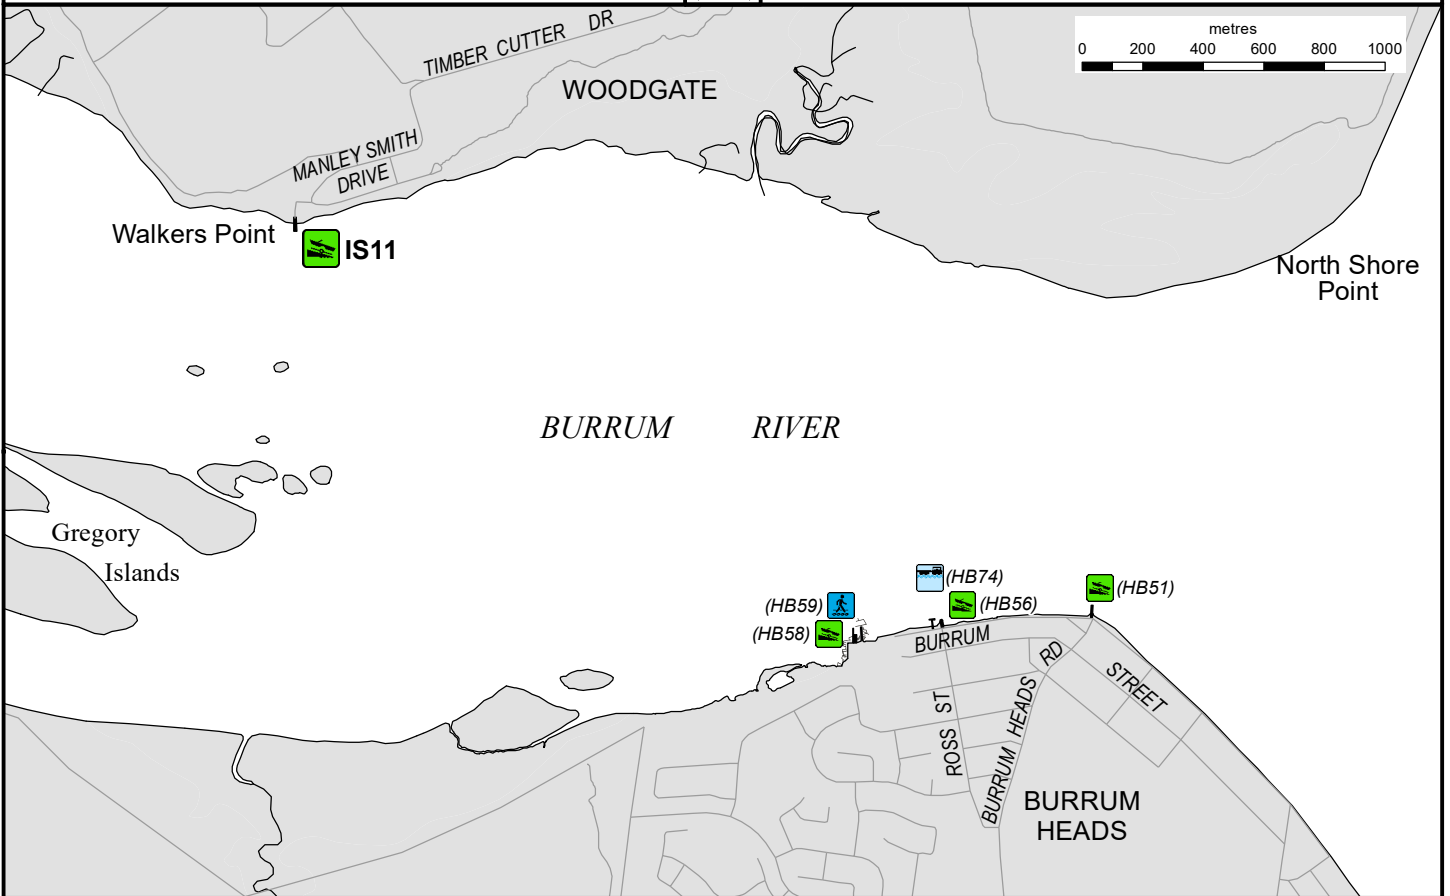 TIMBER CUTTER DR
metres
0 200 400 600 800 1000
WOODGATE
MANLEY SMITH
DRIVE
Walkers Point
IS11
North Shore
Point
BURRUM RIVER
Gregory
Islands
(HB74)
(HB51)
(HB59)
(HB56)
(HB58)
BURRUM
STREET
RD
BURRUM HEADS
ROSS ST
BURRUM
HEADS